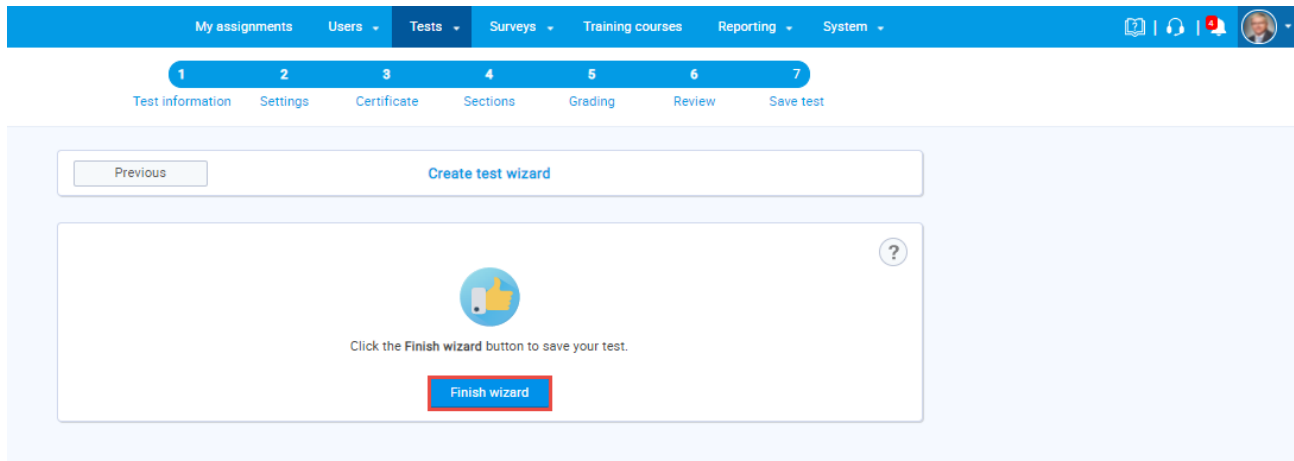 My assignments Users Tests Surveys Training courses Reporting System ? 4
1 2 3 4 5 6 7
Test information Settings Certificate Sections Grading Review Save test
Previous Create test wizard
?
Click the Finish wizard button to save your test.
Finish wizard